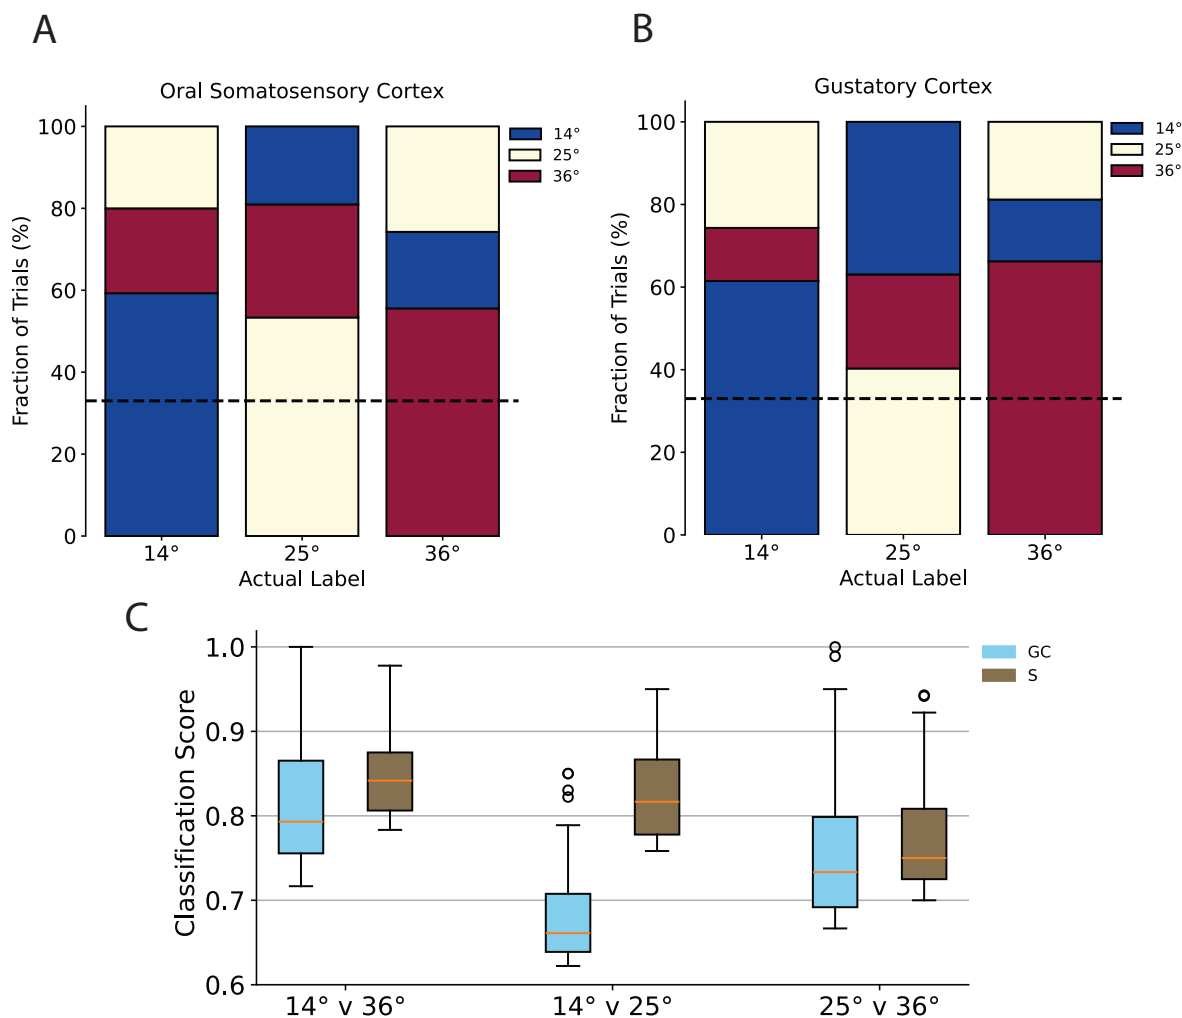 A
B
Oral Somatosensory Cortex
Gustatory Cortex
Fraction of Trials (%)
100
80
60
40
20
0
14°
25°
36°
14°
25°
36°
Actual Label
Fraction of Trials (%)
100
80
60
40
20
0
14°
25°
36°
14°
25°
36°
Actual Label
C
Classification Score
1.0
0.9
0.8
0.7
0.6
GC
S
14° v 36°
14° v 25°
25° v 36°